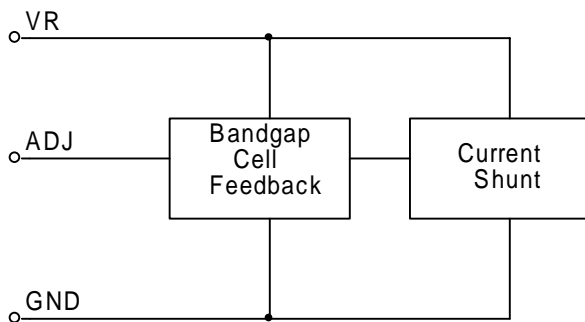 VR
ADJ
Bandgap
Cell
Feedback
Current
Shunt
GND